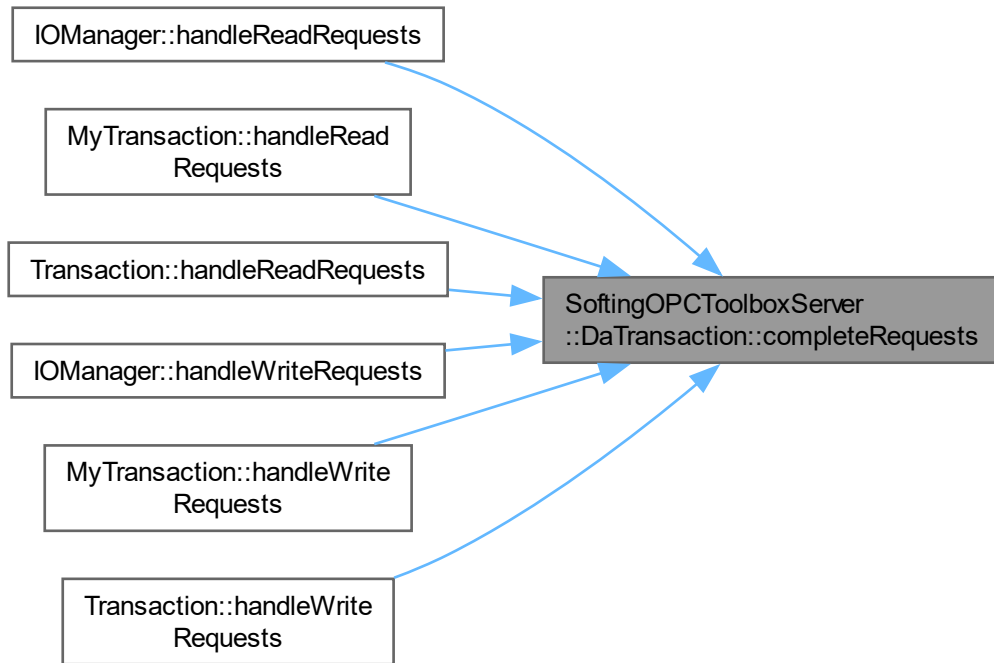 IOManager::handleReadRequests
MyTransaction::handleRead
Requests
Transaction::handleReadRequests
SoftingOPCToolboxServer
::DaTransaction::completeRequests
IOManager::handleWriteRequests
MyTransaction::handleWrite
Requests
Transaction::handleWrite
Requests